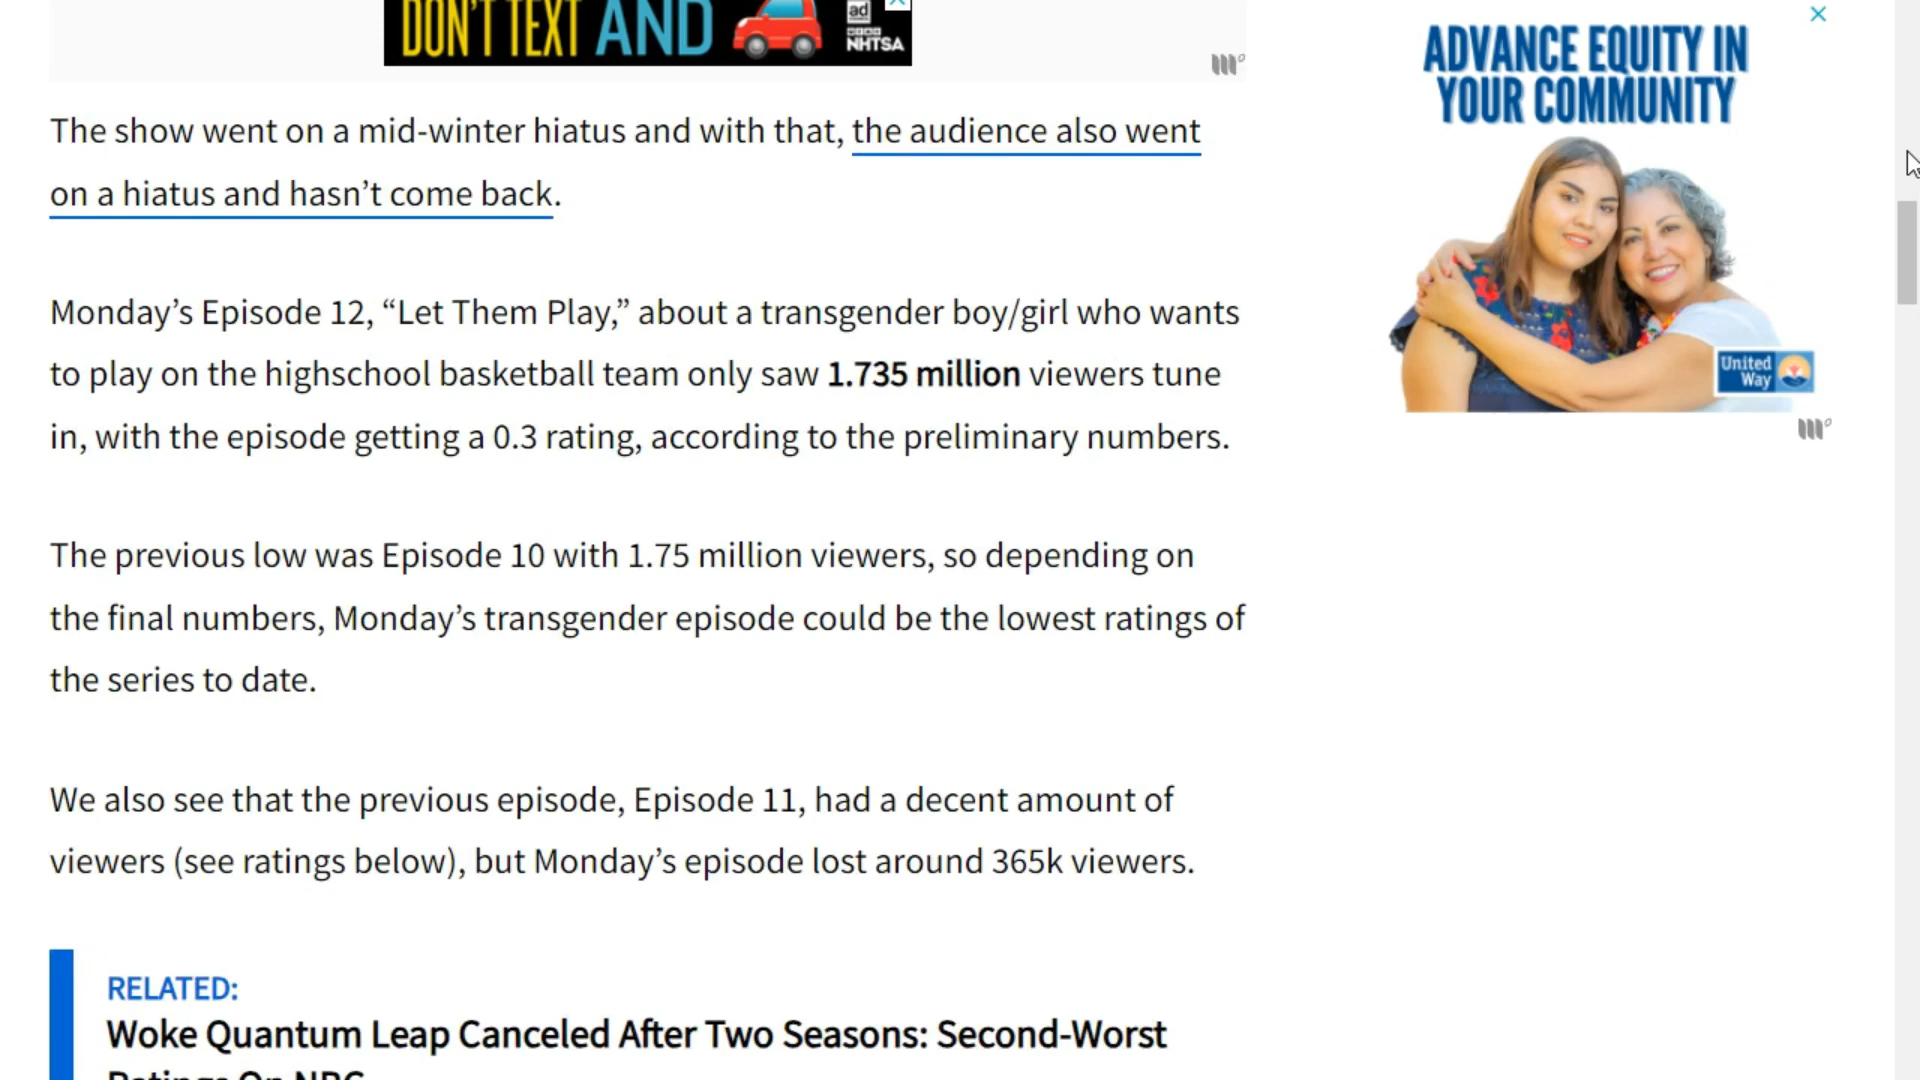 DON'T TEXT AND
ad
NHTSA
The show went on a mid-winter hiatus and with that, the audience also went
on a hiatus and hasn’t come back.
Monday’s Episode 12, “Let Them Play,” about a transgender boy/girl who wants
to play on the highschool basketball team only saw 1.735 million viewers tune
in, with the episode getting a 0.3 rating, according to the preliminary numbers.
The previous low was Episode 10 with 1.75 million viewers, so depending on
the final numbers, Monday’s transgender episode could be the lowest ratings of
the series to date.
We also see that the previous episode, Episode 11, had a decent amount of
viewers (see ratings below), but Monday’s episode lost around 365k viewers.
RELATED:
Woke Quantum Leap Canceled After Two Seasons: Second-Worst
Ratings On NBC
ADVANCE EQUITY IN
YOUR COMMUNITY
United
Way